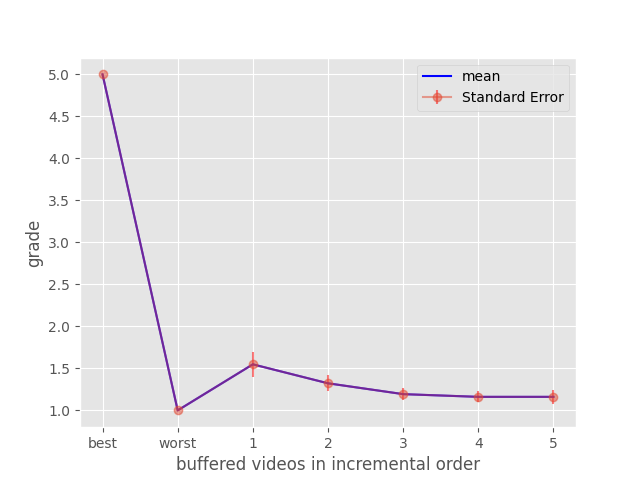 mean
Standard Error
5.0
4.5
4.0
3.5
3.0
2.5
2.0
1.5
1.0
grade
best worst 1 2 3 4 5
buffered videos in incremental order